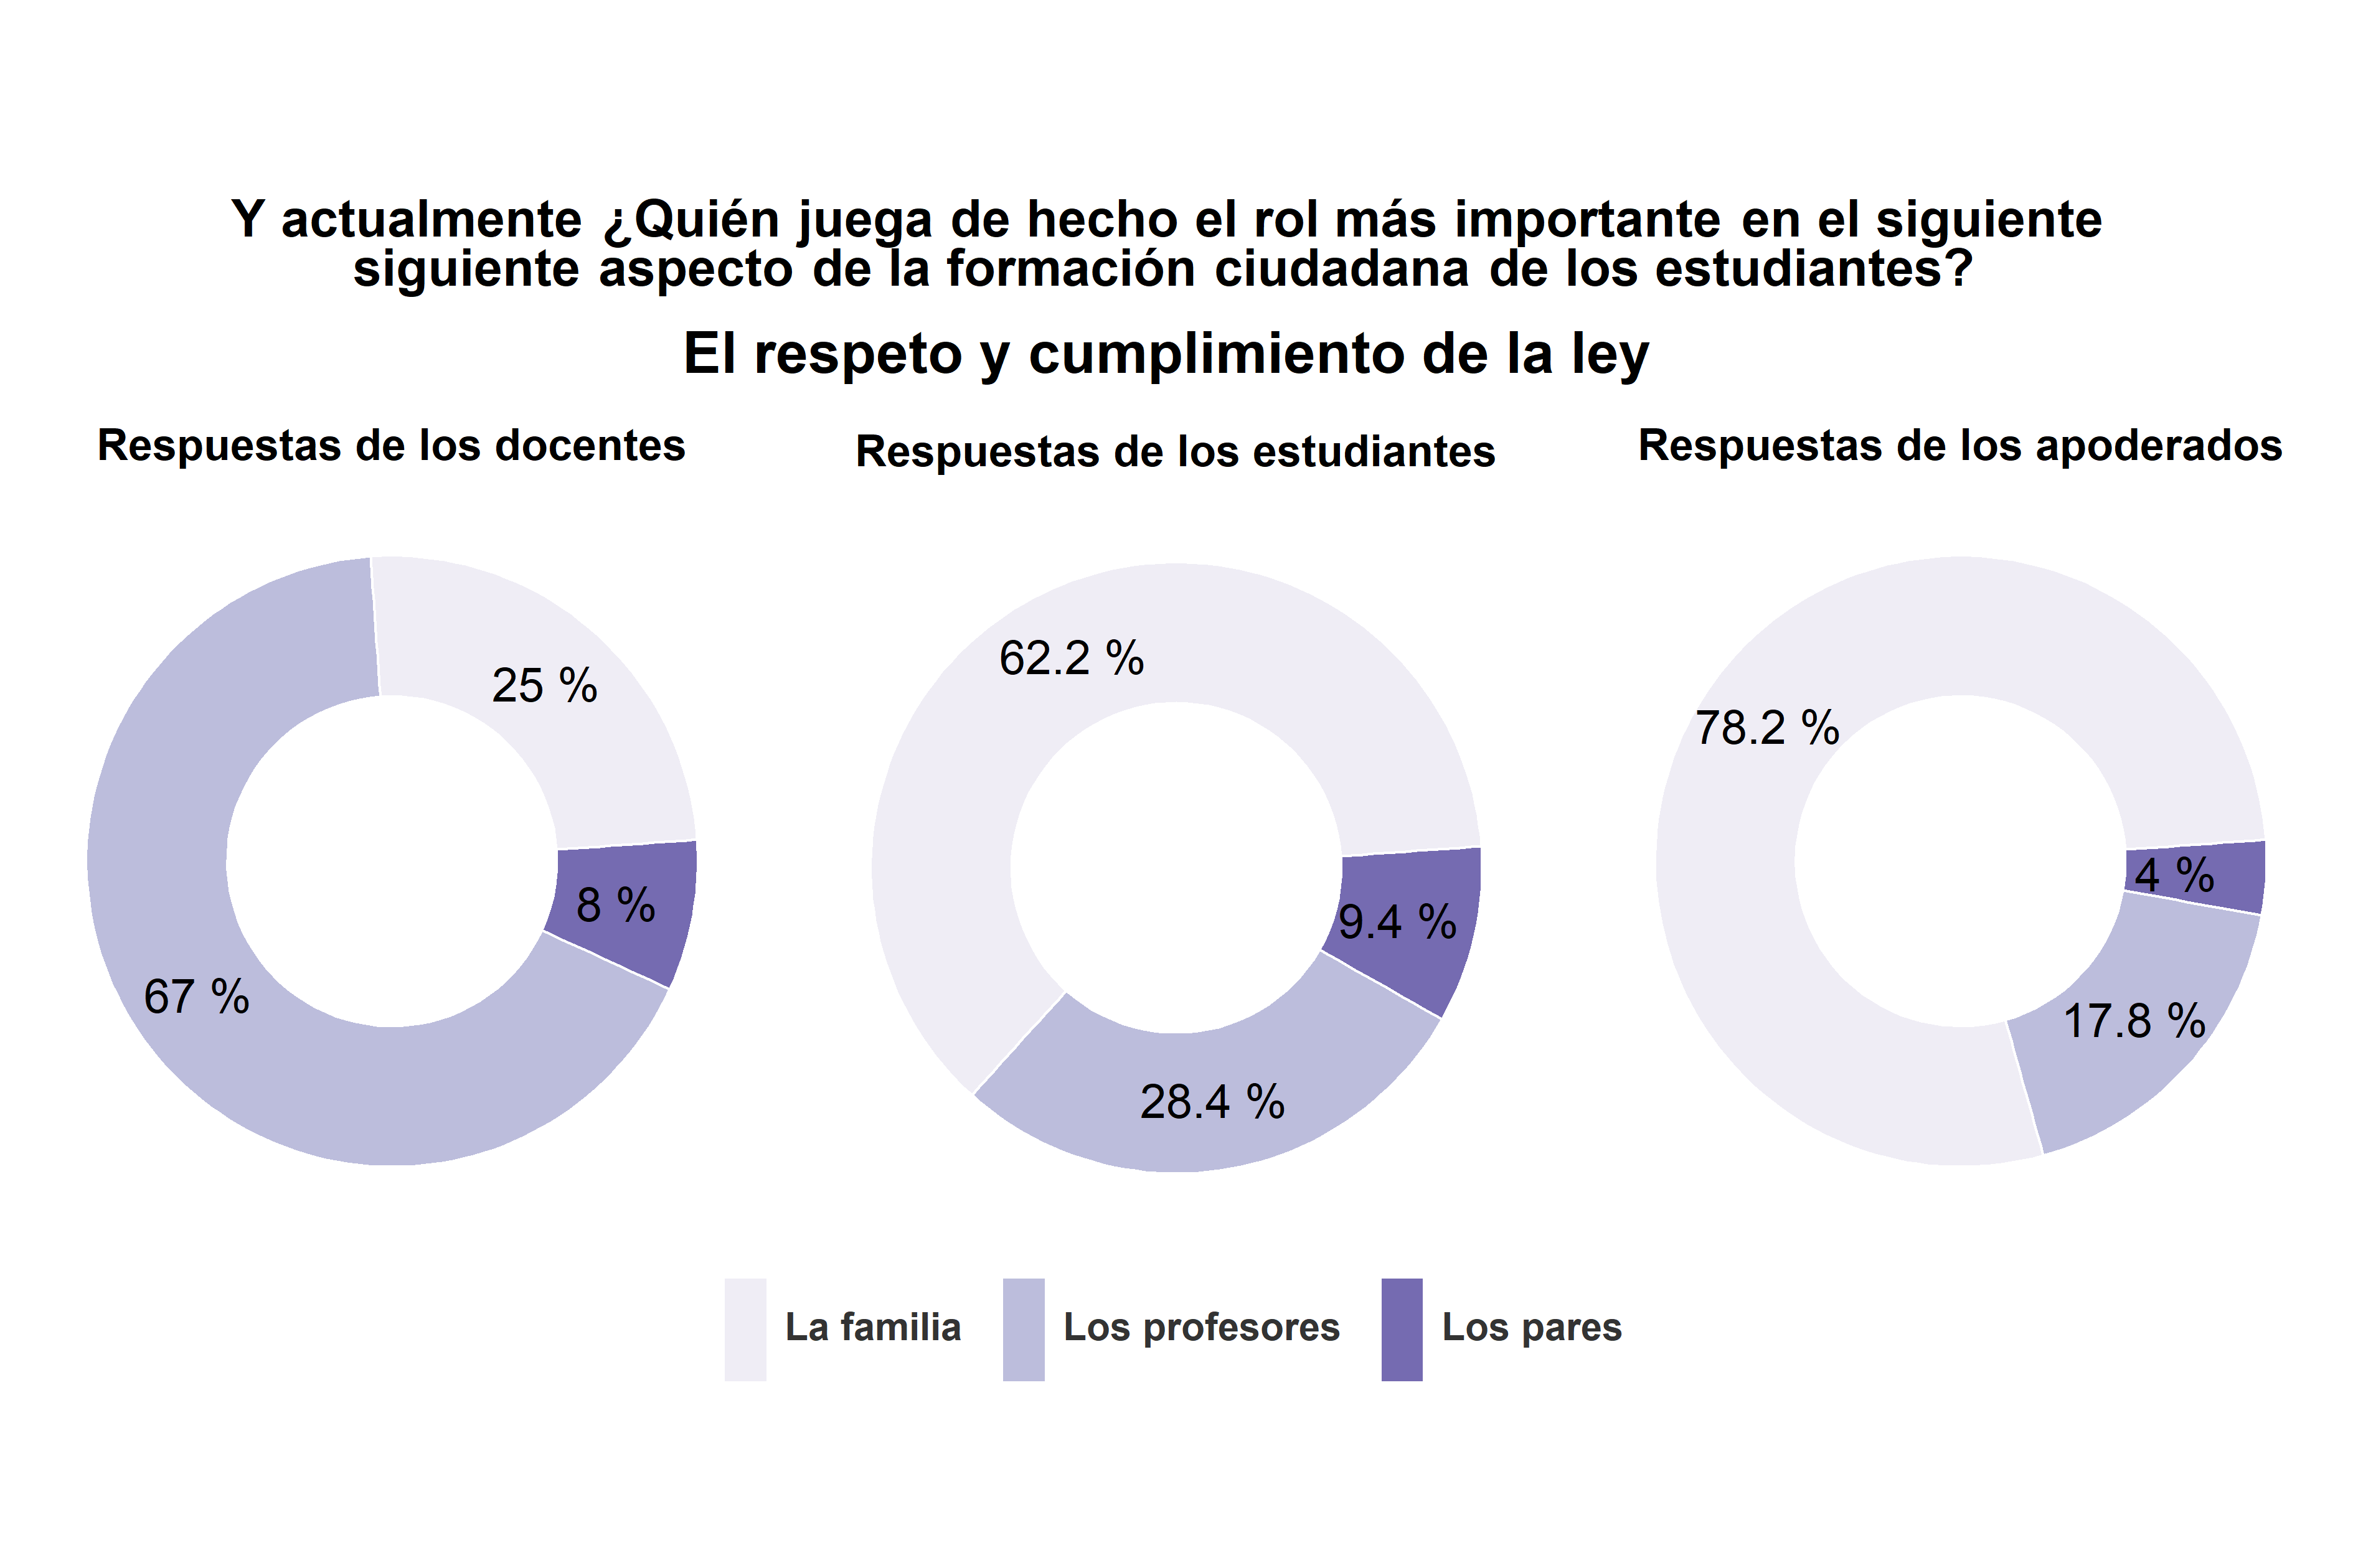 Y actualmente ¿Quién juega de hecho el rol más importante en el siguiente
siguiente aspecto de la formación ciudadana de los estudiantes?
El respeto y cumplimiento de la ley
Respuestas de los docentes
Respuestas de los estudiantes
Respuestas de los apoderados
25 %
8 %
67 %
62.2 %
9.4 %
28.4 %
78.2 %
4 %
17.8 %
La familia
Los profesores
Los pares